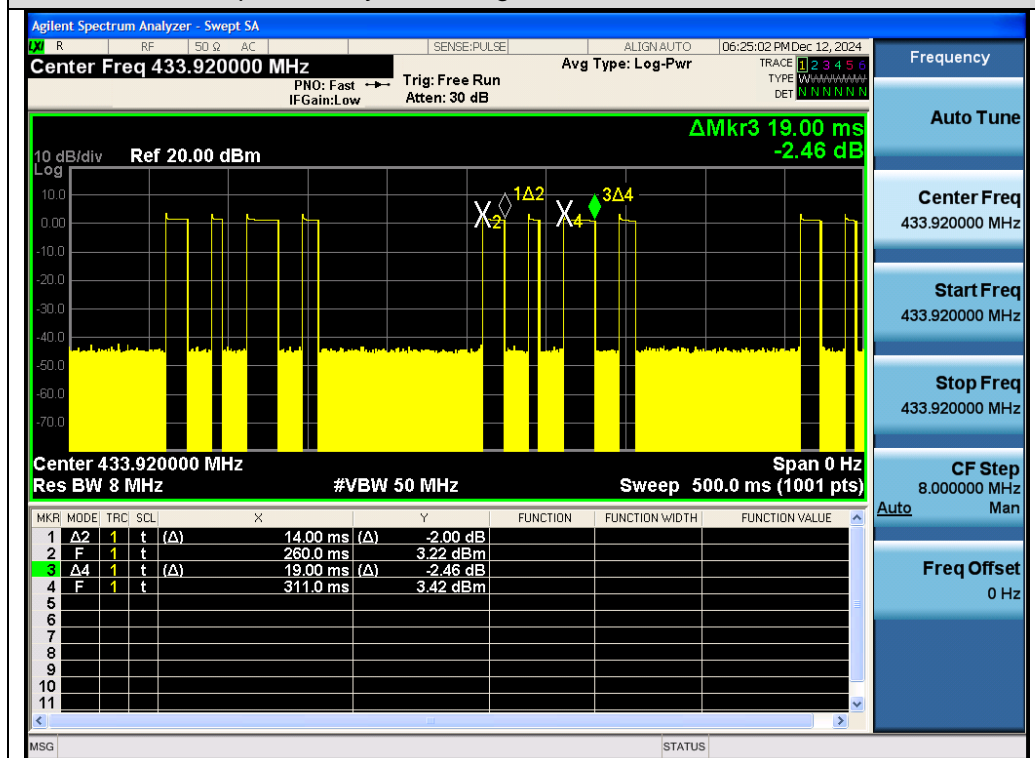 Agilent Spectrum Analyzer - Swept SA
LXI R RF 50 Ω AC SENSE:PULSE ALIGN AUTO 06:25:02 PM Dec 12, 2024
Center Freq 433.920000 MHz
PNO: Fast
IFGain:Low
Trig: Free Run
Atten: 30 dB
Avg Type: Log-Pwr
TRACE 1 2 3 4 5 6
TYPE
DET N N N N N N
ΔMkr3 19.00 ms
-2.46 dB
10 dB/div Ref 20.00 dBm
Log
10.0
0.00
-10.0
-20.0
-30.0
-40.0
-50.0
-60.0
-70.0
X2 1Δ2 X4 3Δ4
Center 433.920000 MHz Span 0 Hz
Res BW 8 MHz #VBW 50 MHz Sweep 500.0 ms (1001 pts)
MKR MODE TRC SCL X Y FUNCTION FUNCTION WIDTH FUNCTION VALUE
1 Δ2 1 t (Δ) 14.00 ms (Δ) -2.00 dB
2 F 1 t 260.0 ms 3.22 dBm
3 Δ4 1 t (Δ) 19.00 ms (Δ) -2.46 dB
4 F 1 t 311.0 ms 3.42 dBm
5
6
7
8
9
10
11
MSG STATUS
Frequency
Auto Tune
Center Freq
433.920000 MHz
Start Freq
433.920000 MHz
Stop Freq
433.920000 MHz
CF Step
8.000000 MHz
Auto Man
Freq Offset
0 Hz